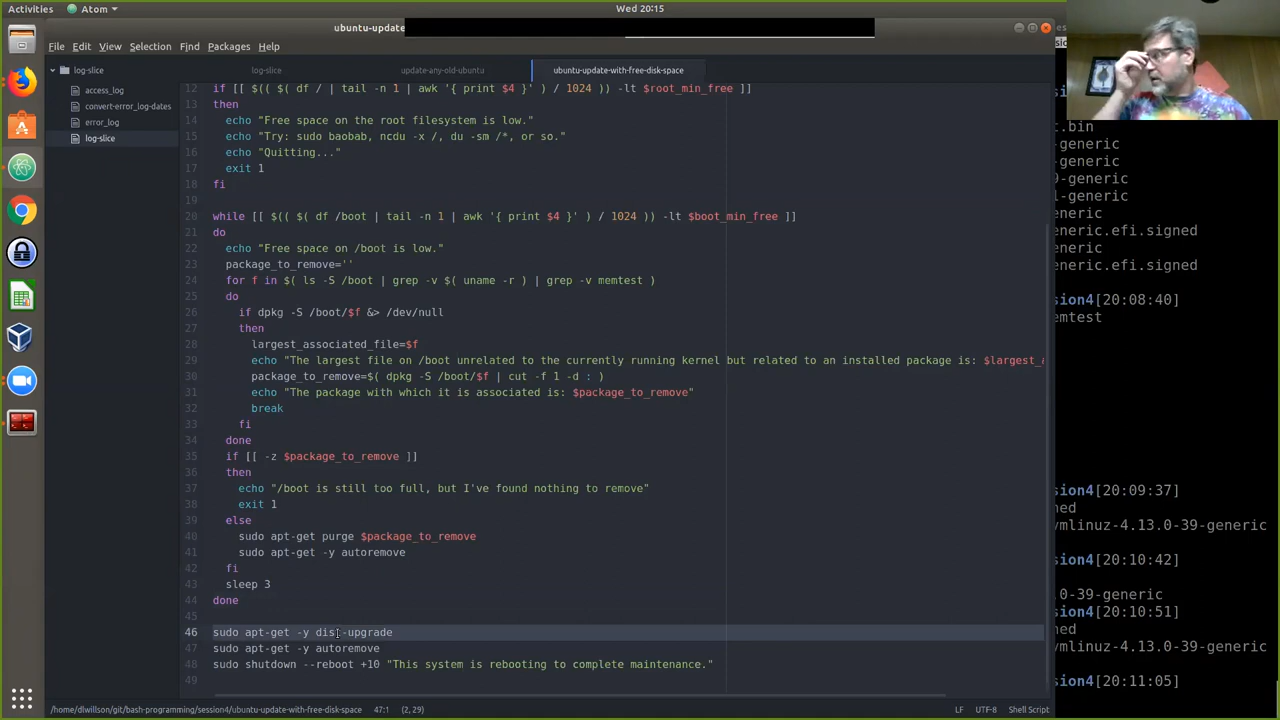 Activities
Atom
Wed 20:15
ubuntu-update
File Edit View Selection Find Packages Help
log-slice
log-slice
update-any-old-ubuntu
ubuntu-update-with-free-disk-space
access_log
convert-error_log-dates
error_log
log-slice
12 if [[ $(( $( df / | tail -n 1 | awk '{ print $4 }' ) / 1024 )) -lt $root_min_free ]]
13 then
14 echo "Free space on the root filesystem is low."
15 echo "Try: sudo baobab, ncdu -x /, du -sm /*, or so."
16 echo "Quitting..."
17 exit 1
18 fi
19
20 while [[ $(( $( df /boot | tail -n 1 | awk '{ print $4 }' ) / 1024 )) -lt $boot_min_free ]]
21 do
22 echo "Free space on /boot is low."
23 package_to_remove=''
24 for f in $( ls -S /boot | grep -v $( uname -r ) | grep -v memtest )
25 do
26 if dpkg -S /boot/$f &> /dev/null
27 then
28 largest_associated_file=$f
29 echo "The largest file on /boot unrelated to the currently running kernel but related to an installed package is: $largest_a
30 package_to_remove=$( dpkg -S /boot/$f | cut -f 1 -d : )
31 echo "The package with which it is associated is: $package_to_remove"
32 break
33 fi
34 done
35 if [[ -z $package_to_remove ]]
36 then
37 echo "/boot is still too full, but I've found nothing to remove"
38 exit 1
39 else
40 sudo apt-get purge $package_to_remove
41 sudo apt-get -y autoremove
42 fi
43 sleep 3
44 done
45
46 sudo apt-get -y dist-upgrade
47 sudo apt-get -y autoremove
48 sudo shutdown --reboot +10 "This system is rebooting to complete maintenance."
49
/home/dlwillson/git/bash-programming/session4/ubuntu-update-with-free-disk-space 47:1 (2, 29)
LF UTF-8 Shell Script
t.bin
-generic
-generic
9-generic
1-generic
generic
eneric.efi.signed
generic
eneric.efi.signed
sion4[20:08:40]
emtest
sion4[20:09:37]
ned
vmlinuz-4.13.0-39-generic
sion4[20:10:42]
.0-39-generic
sion4[20:10:51]
ned
vmlinuz-4.13.0-39-generic
sion4[20:11:05]